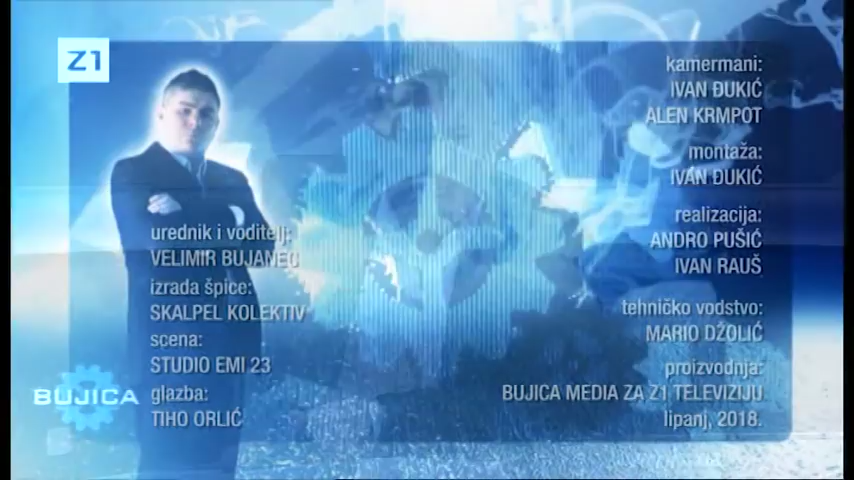 Z1
kamermani:
IVAN ĐUKIĆ
ALEN KRMPOT
montaža:
IVAN ĐUKIĆ
realizacija:
ANDRO PUŠIĆ
IVAN RAUŠ
tehničko vodstvo:
MARIO DŽOLIĆ
proizvodnja:
BUJICA MEDIA ZA Z1 TELEVIZIJU
lipanj, 2018.
urednik i voditelj:
VELIMIR BUJANEC
izrada špice:
SKALPEL KOLEKTIV
scena:
STUDIO EMI 23
glazba:
TIHO ORLIĆ
BUJICA